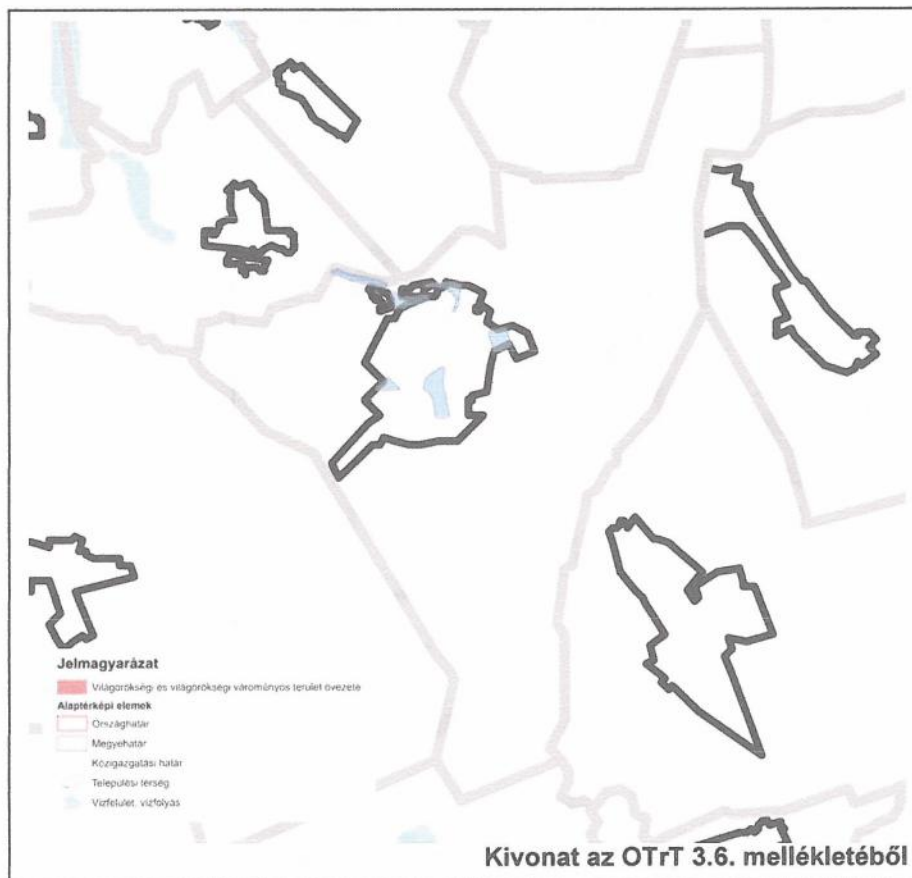 Jelmagyarázat
Világörökségi és világörökségi várományos terület övezete
Alaptérképi elemek
Országhatár
Megyehatár
Közigazgatási határ
Települési térség
Vízfelület, vízfolyás
Kivonat az OTrT 3.6. mellékletéből